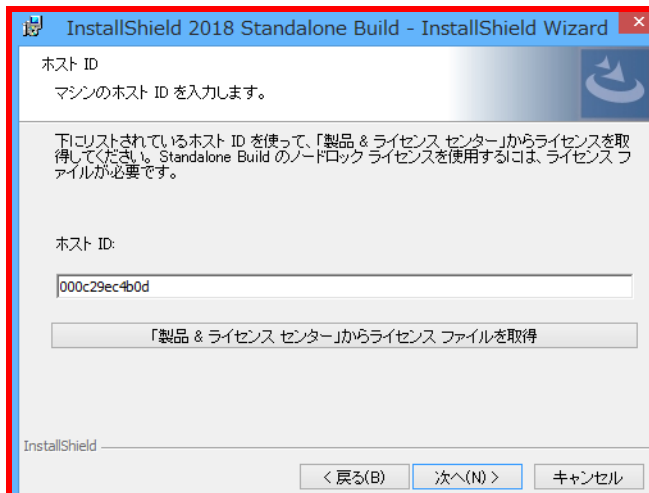 InstallShield 2018 Standalone Build - InstallShield Wizard
ホスト ID
マシンのホスト ID を入力します。
下にリストされているホスト ID を使って、「製品 & ライセンス センター」からライセンスを取
得してください。Standalone Build のノードロック ライセンスを使用するには、ライセンス フ
ァイルが必要です。
ホスト ID:
000c29ec4b0d
「製品 & ライセンス センター」からライセンス ファイルを取得
InstallShield
< 戻る(B)
次へ(N) >
キャンセル